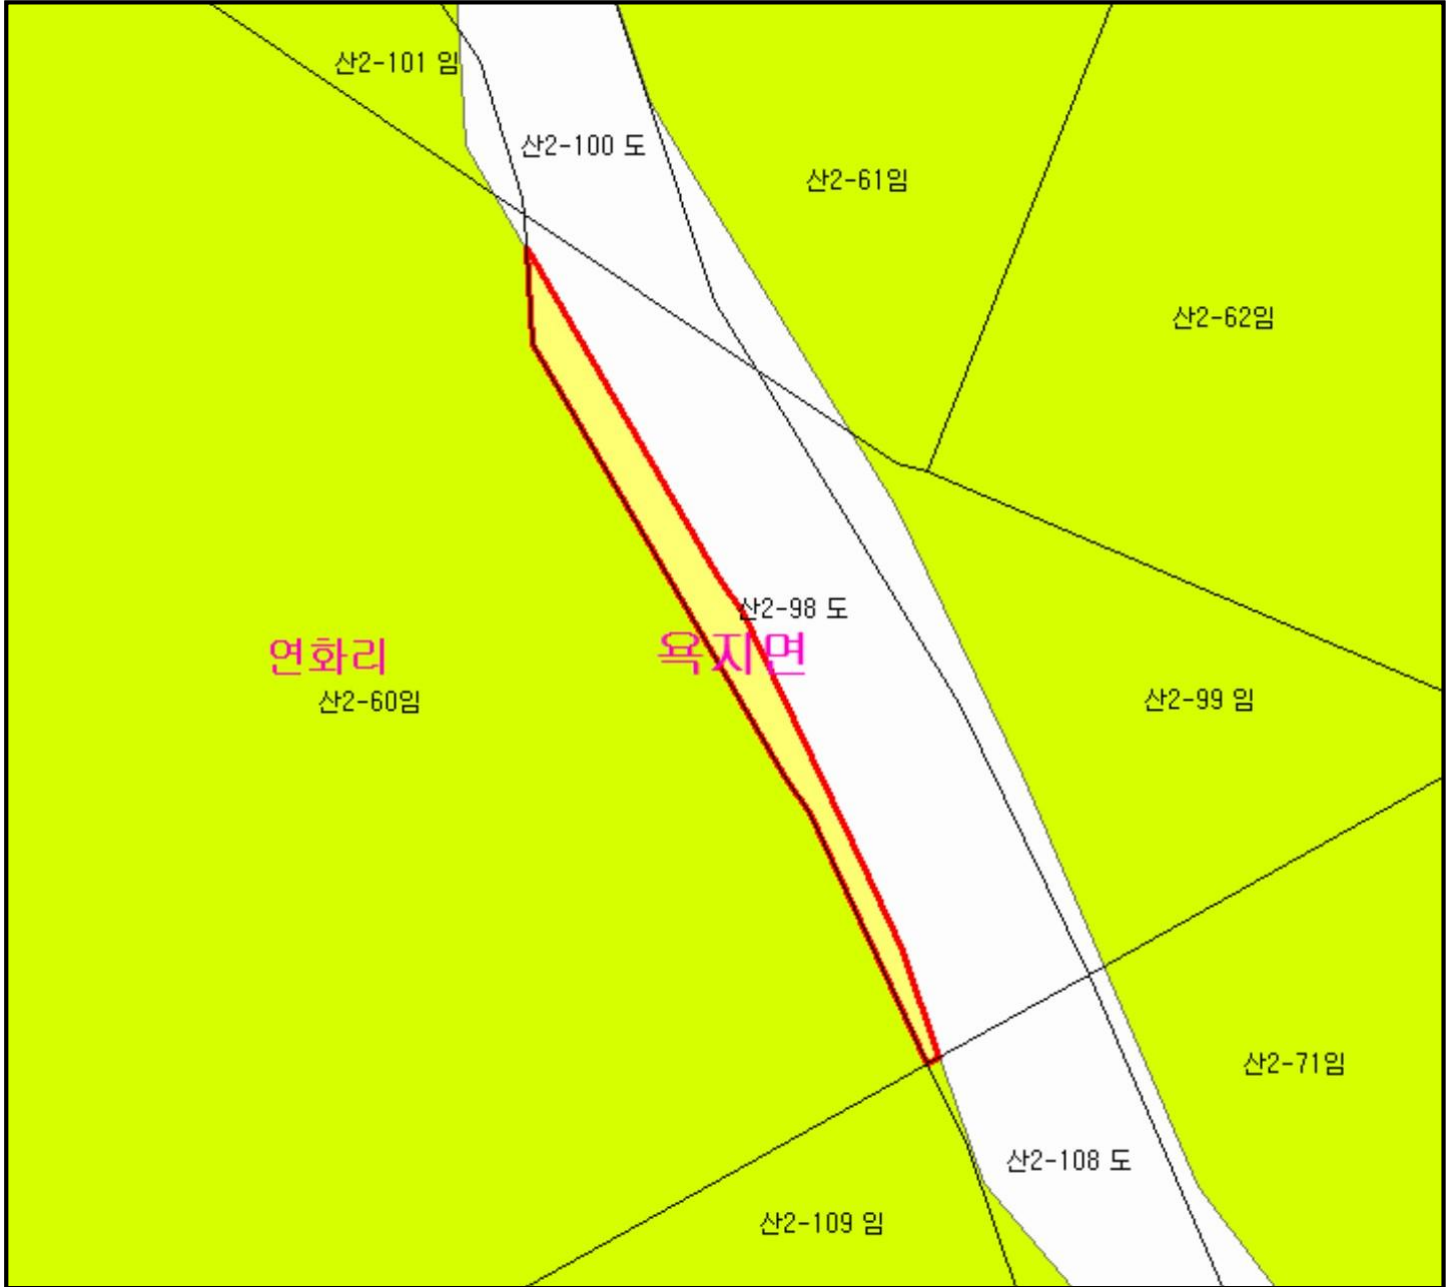 산2-101 임
산2-100 도
산2-61임
산2-62임
산2-98 도
연화리
욕지면
산2-60임
산2-99 임
산2-71임
산2-108 도
산2-109 임